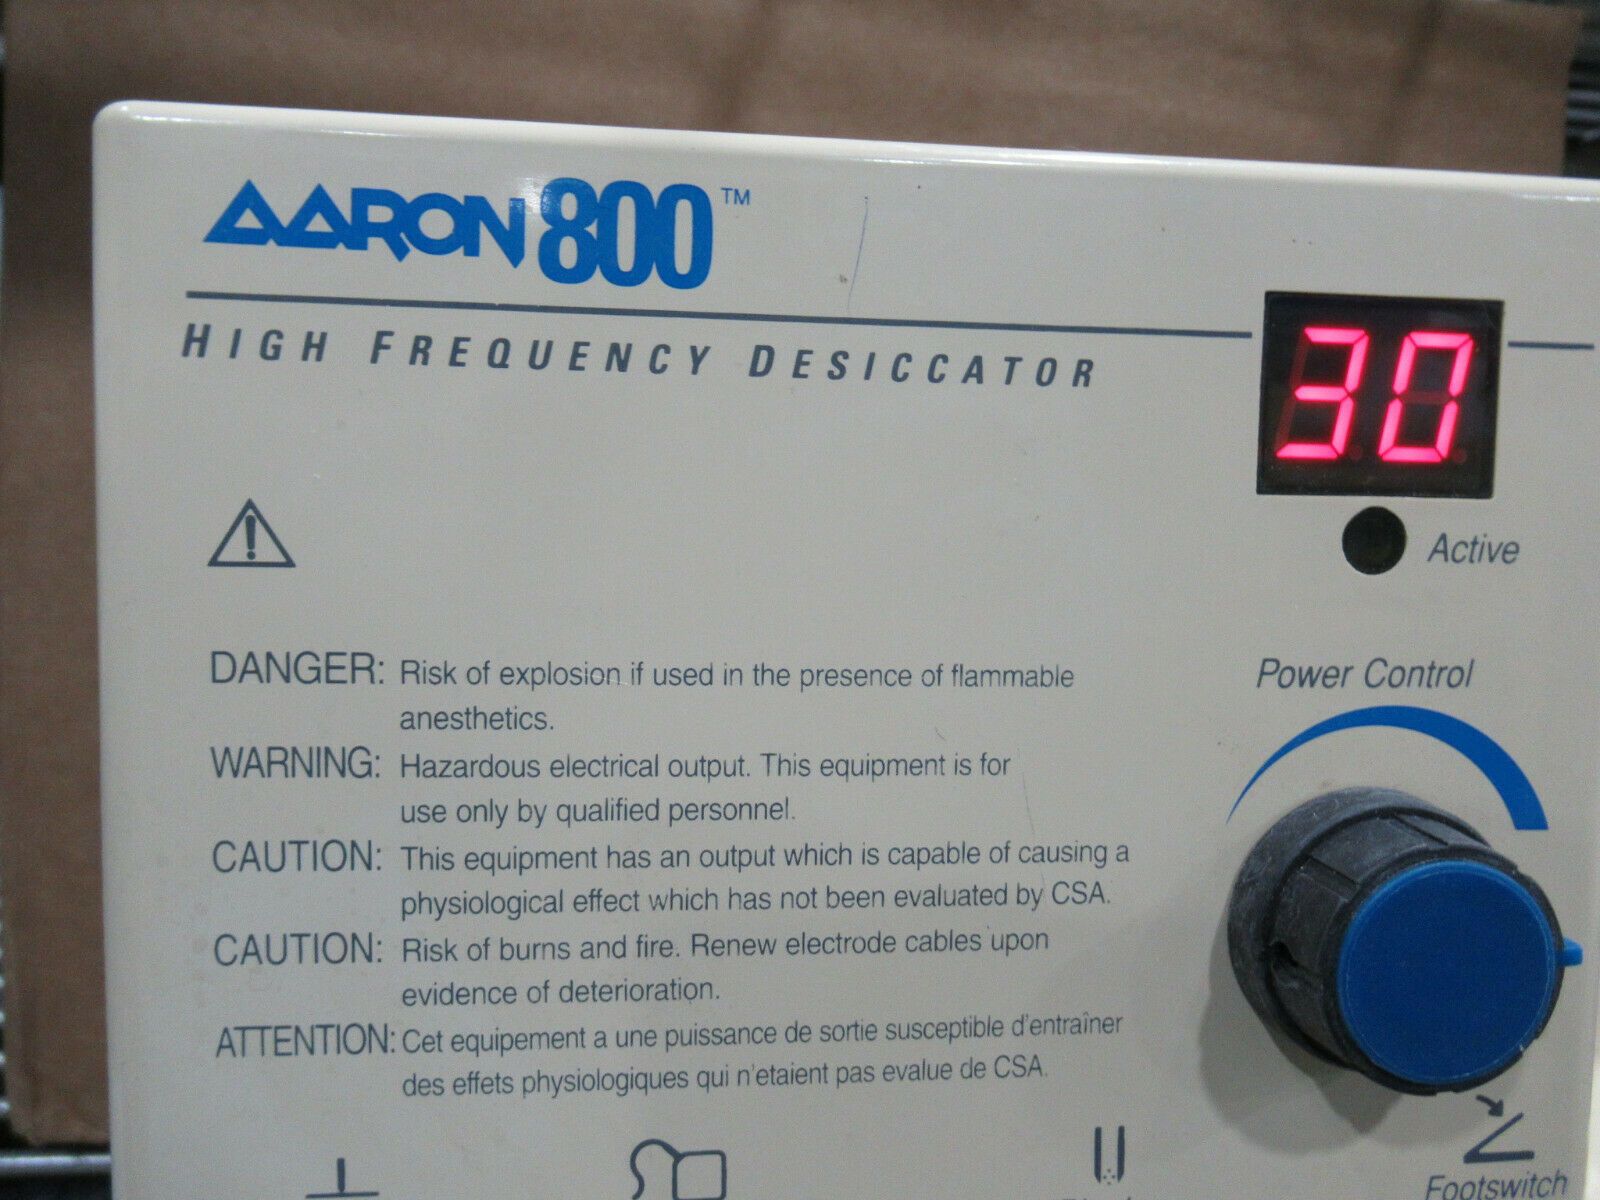 AARON 800™
HIGH FREQUENCY DESICCATOR
30
Active
DANGER: Risk of explosion if used in the presence of flammable
anesthetics.
WARNING: Hazardous electrical output. This equipment is for
use only by qualified personnel.
CAUTION: This equipment has an output which is capable of causing a
physiological effect which has not been evaluated by CSA.
CAUTION: Risk of burns and fire. Renew electrode cables upon
evidence of deterioration.
ATTENTION: Cet equipement a une puissance de sortie susceptible d'entraîner
des effets physiologiques qui n'etaient pas evalue de CSA.
Power Control
Footswitch